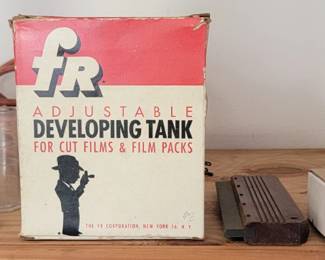 fR
ADJUSTABLE
DEVELOPING TANK
FOR CUT FILMS & FILM PACKS
THE FR CORPORATION, NEW YORK 56, N. Y.